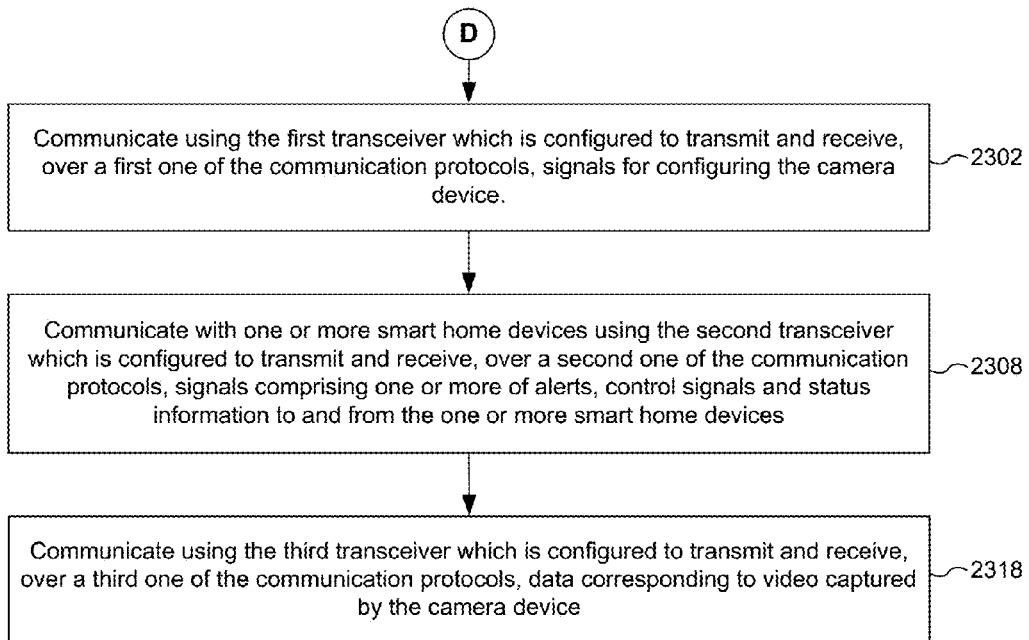 D
Communicate using the first transceiver which is configured to transmit and receive,
over a first one of the communication protocols, signals for configuring the camera
device.
2302
Communicate with one or more smart home devices using the second transceiver
which is configured to transmit and receive, over a second one of the communication
protocols, signals comprising one or more of alerts, control signals and status
information to and from the one or more smart home devices
2308
Communicate using the third transceiver which is configured to transmit and receive,
over a third one of the communication protocols, data corresponding to video captured
by the camera device
2318